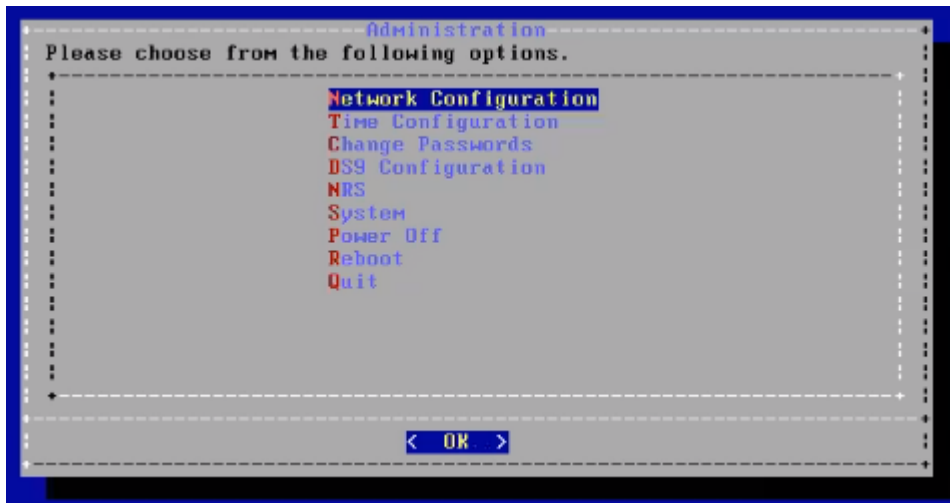 Administration
Please choose from the following options.
Network Configuration
Time Configuration
Change Passwords
DS9 Configuration
NRS
System
Power Off
Reboot
Quit
< OK >